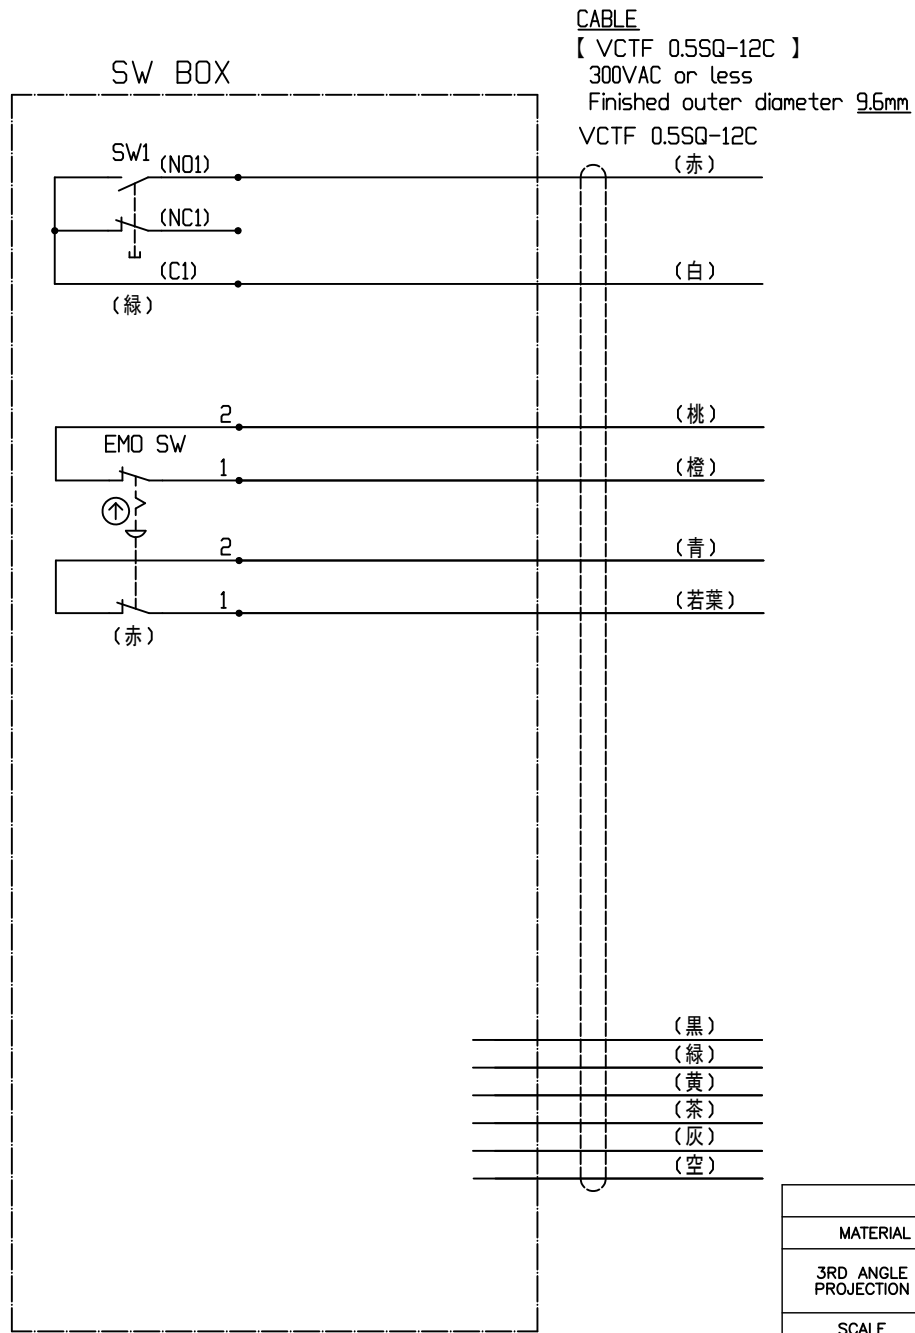 CABLE
【 VCTF 0.5SQ-12C 】
300VAC or less
Finished outer diameter 9.6mm
SW BOX
VCTF 0.5SQ-12C
SW1
(NO1)
(赤)
(NC1)
(C1)
(白)
(緑)
2
(桃)
EMO SW
1
(橙)
2
(青)
1
(若葉)
(赤)
(黒)
(緑)
(黄)
(茶)
(灰)
(空)
MATERIAL
3RD ANGLE
PROJECTION
SCALE